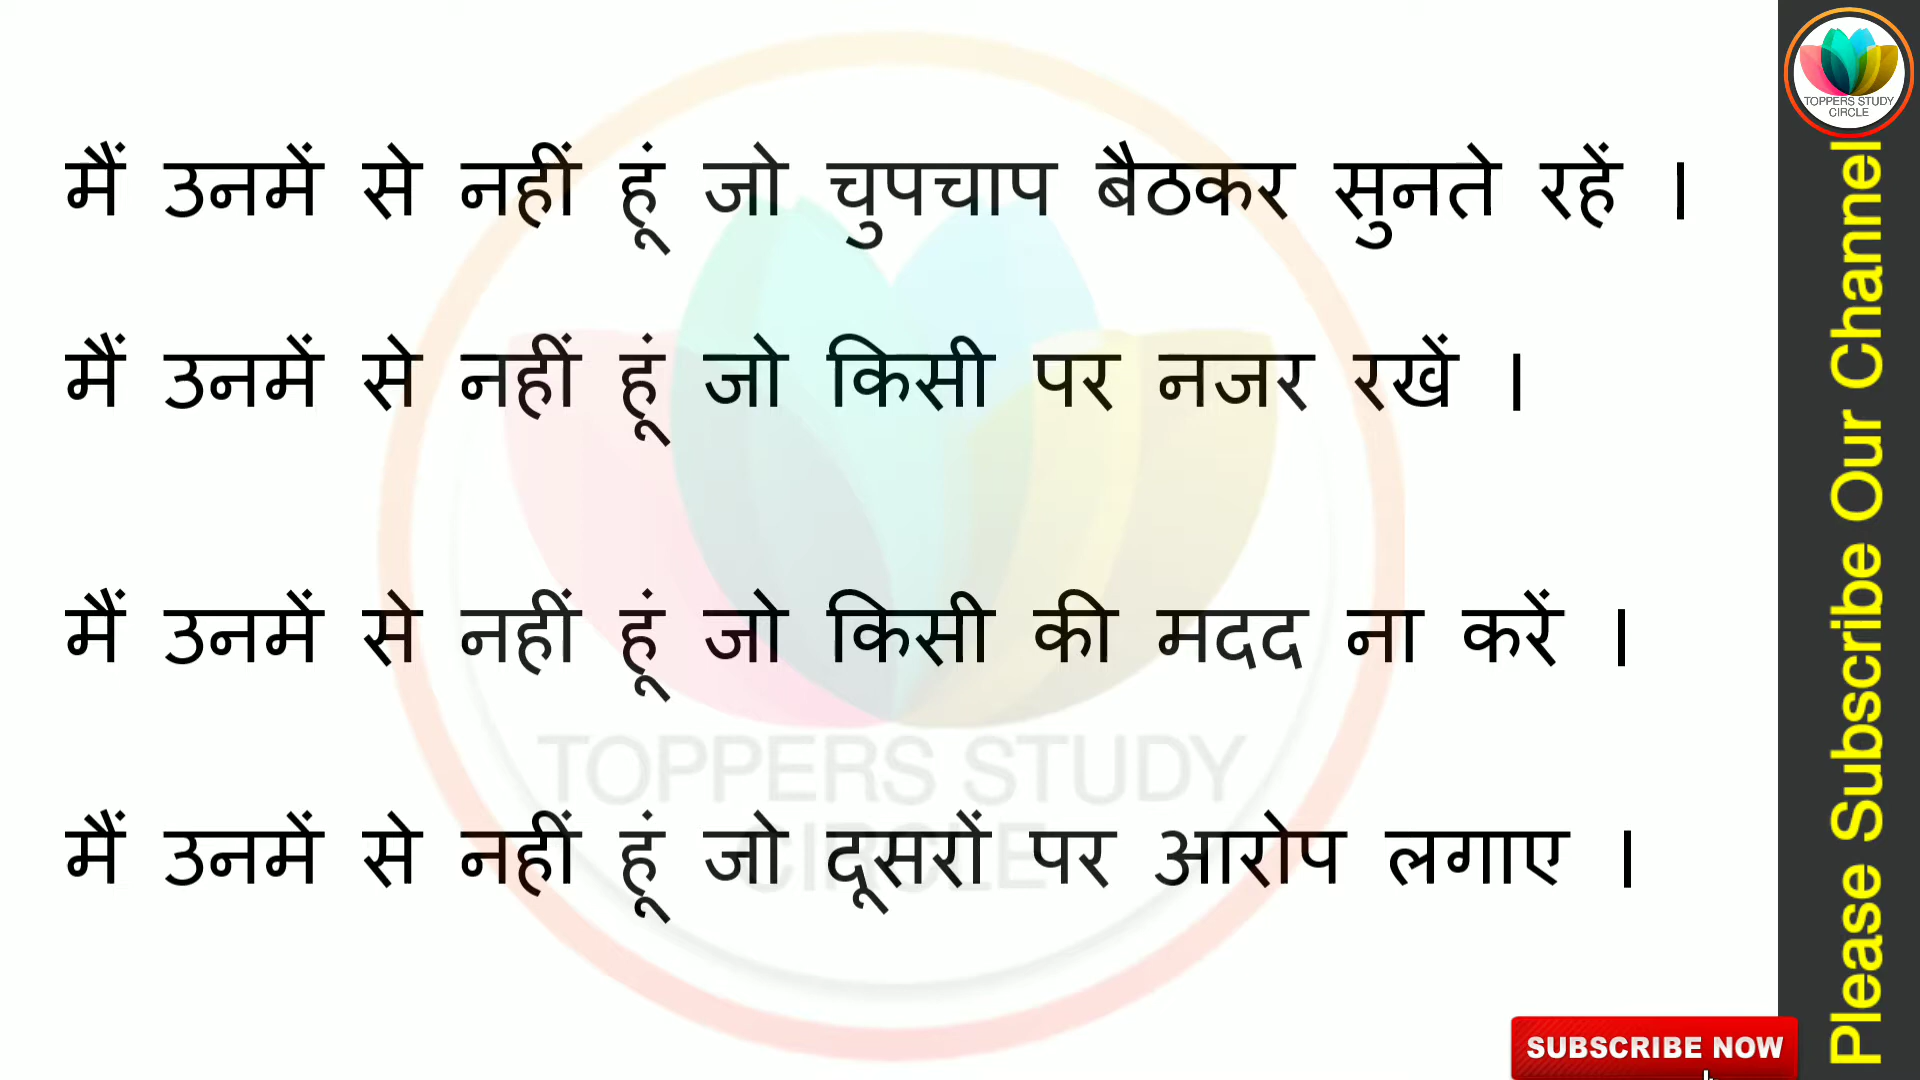 मैं उनमें से नहीं हूं जो चुपचाप बैठकर सुनते रहें ।
मैं उनमें से नहीं हूं जो किसी पर नजर रखें ।
मैं उनमें से नहीं हूं जो किसी की मदद ना करें ।
मैं उनमें से नहीं हूं जो दूसरों पर आरोप लगाए ।
TOPPERS STUDY
CIRCLE
TOPPERS STUDY
CIRCLE
Please Subscribe Our Channel
SUBSCRIBE NOW